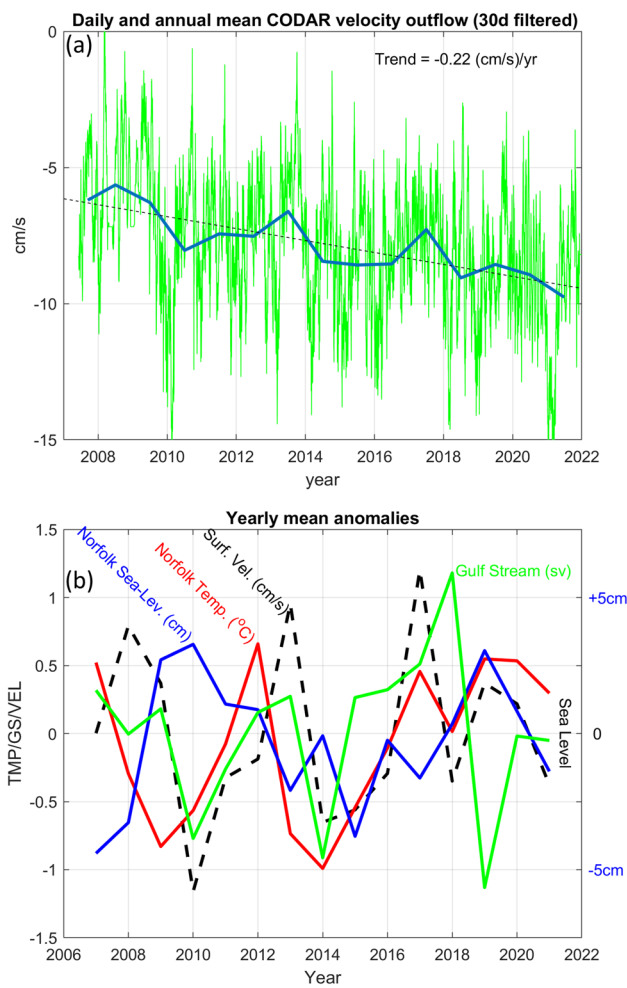 Daily and annual mean CODAR velocity outflow (30d filtered)
(a)
Trend = -0.22 (cm/s)/yr
0
-5
-10
-15
cm/s
2008 2010 2012 2014 2016 2018 2020 2022
year
Yearly mean anomalies
(b)
Norfolk Sea-Lev. (cm)
Norfolk Temp. (°C)
Surf. Vel. (cm/s)
Gulf Stream (sv)
1.5
1
0.5
0
-0.5
-1
-1.5
TMP/GS/VEL
+5cm
0
-5cm
Sea Level
2006 2008 2010 2012 2014 2016 2018 2020 2022
Year